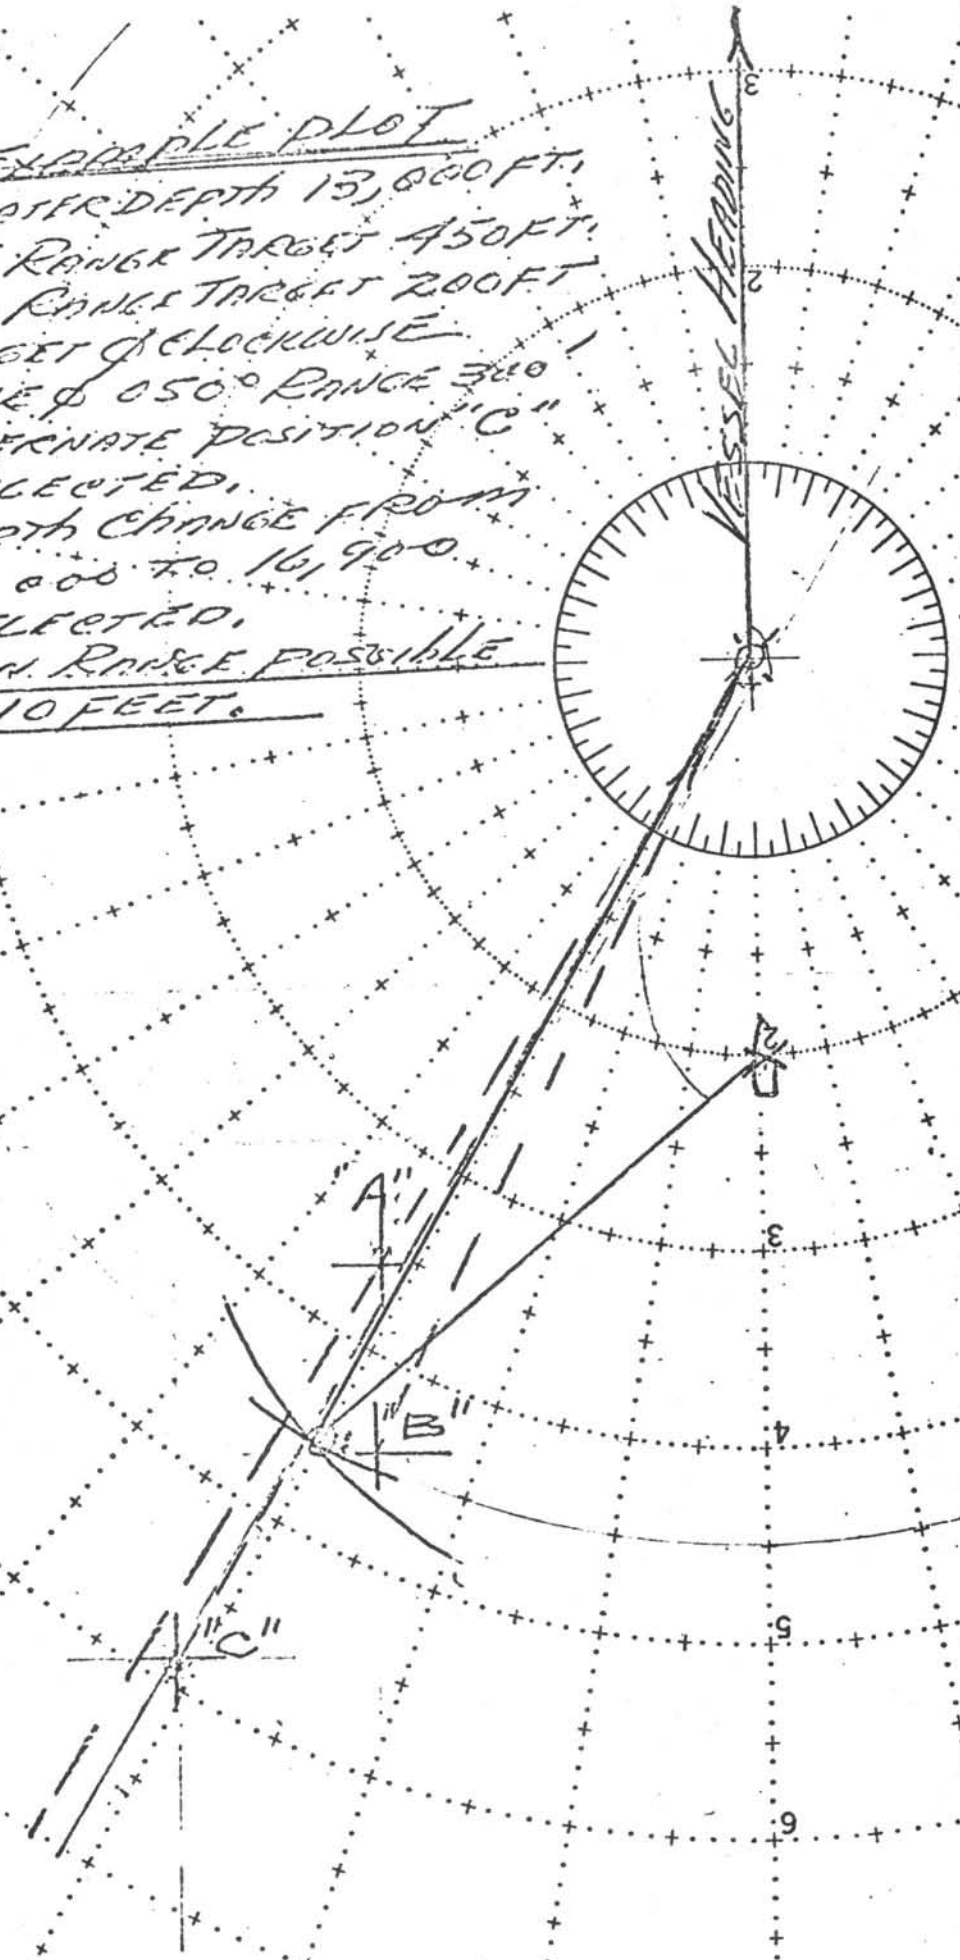 EXAMPLE PLOT
WATER DEPTH 13,000 FT.
RANGE TARGET 450 FT.
RANGE TARGET 200 FT
GET ∅ CLOCKWISE
∅ 050° RANGE 300'
ERNATE POSITION "C"
LECTED.
PTH CHANGE FROM
000 TO 16,900
LECTED.
N RANGE POSSIBLE
10 FEET.
VESSEL HEADING
3
2
2
D
3
"A"
4
"B"
5
"C"
6